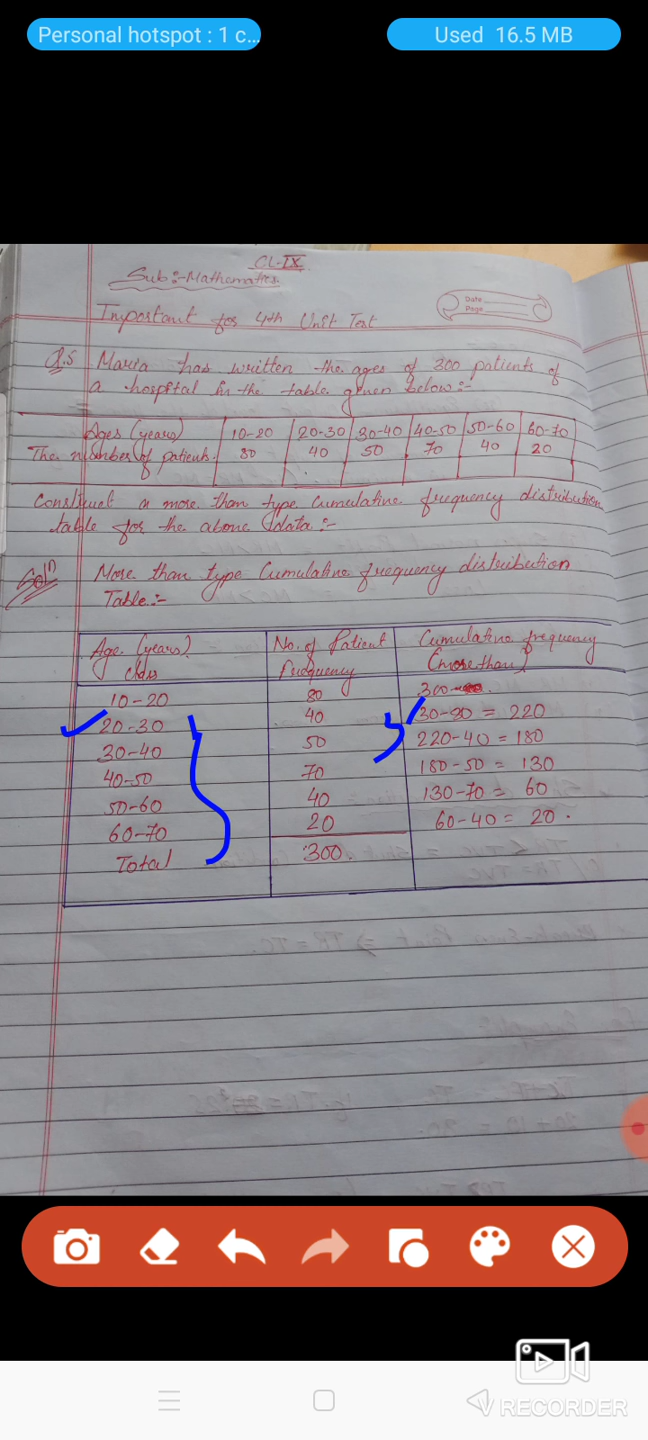 Personal hotspot : 1 c...
Used 16.5 MB
CL-IX
Sub:-Mathematics.
Date
Page
Important for 4th Unit Test
Q.5 Maria has written the ages of 300 patients of
a hospital in the table given below:-
Ages (years) 10-20 20-30 30-40 40-50 50-60 60-70
The number of patients. 80 40 50 70 40 20
Construct a more than type cumulative frequency distribution
table for the above data:-
Solⁿ More than type Cumulative frequency distribution
Table:-
Age (years) No. of Patient Cumulative frequency
Class Frequency (more than)
10-20 80 300
20-30 40 300-80 = 220
30-40 50 220-40 = 180
40-50 70 180-50 = 130
50-60 40 130-70 = 60
60-70 20 60-40 = 20.
Total 300.
RECORDER